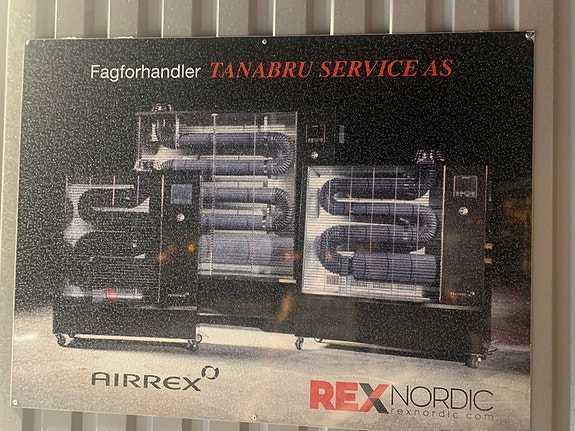 Fagforhandler TANABRU SERVICE AS
AIRREX
REXNORDIC
rexnordic.com